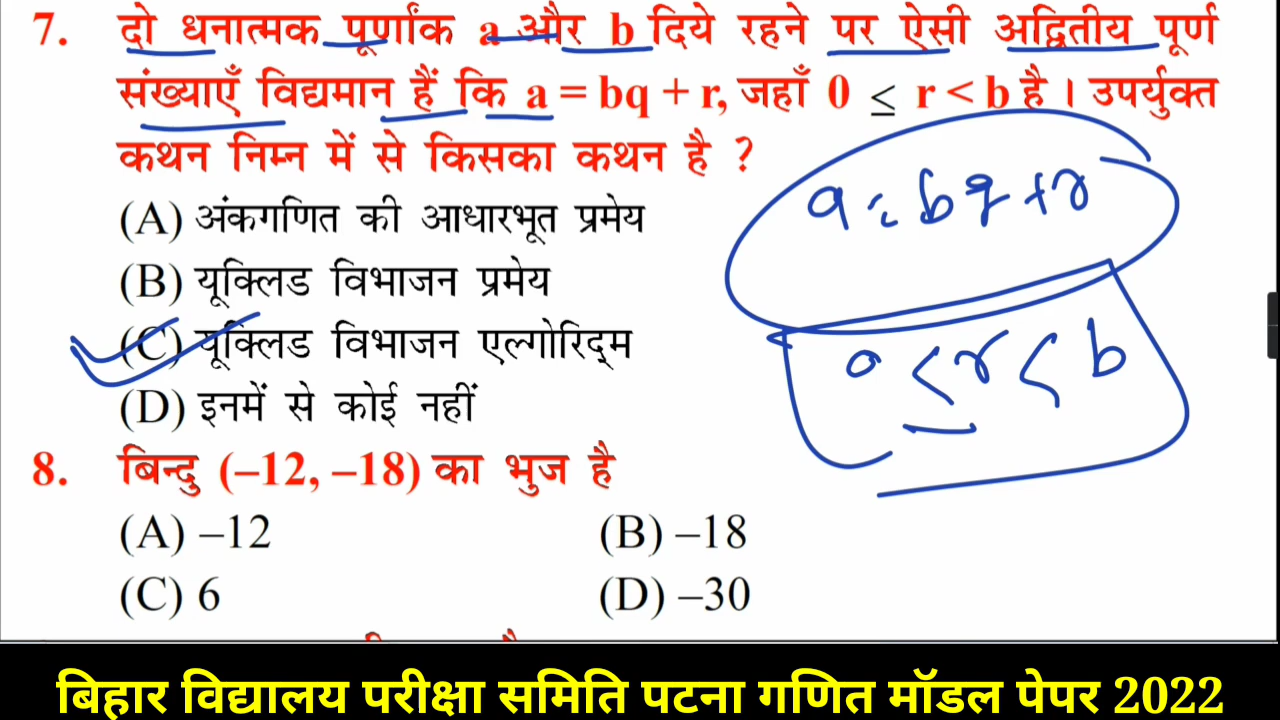 7. दो धनात्मक पूर्णांक a और b दिये रहने पर ऐसी अद्वितीय पूर्ण
संख्याएँ विद्यमान हैं कि a = bq + r, जहाँ 0 ≤ r < b है । उपर्युक्त
कथन निम्न में से किसका कथन है ?
a = bq + r
(A) अंकगणित की आधारभूत प्रमेय
(B) यूक्लिड विभाजन प्रमेय
(C) यूक्लिड विभाजन एल्गोरिद्म
0 ≤ r < b
(D) इनमें से कोई नहीं
8. बिन्दु (–12, –18) का भुज है
(A) –12 (B) –18
(C) 6 (D) –30
बिहार विद्यालय परीक्षा समिति पटना गणित मॉडल पेपर 2022